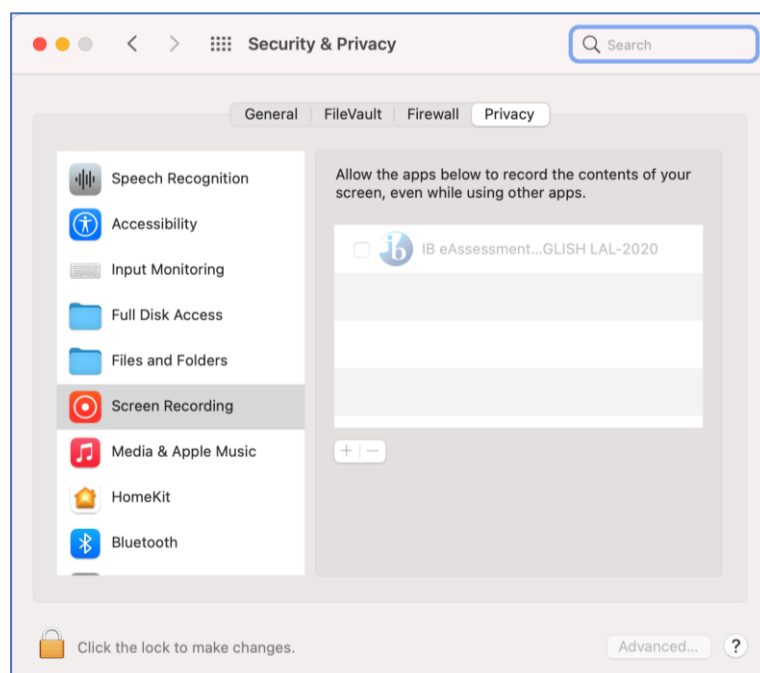 Security & Privacy
Search
General FileVault Firewall Privacy
Speech Recognition
Accessibility
Input Monitoring
Full Disk Access
Files and Folders
Screen Recording
Media & Apple Music
HomeKit
Bluetooth
Allow the apps below to record the contents of your
screen, even while using other apps.
ib IB eAssessment...GLISH LAL-2020
+ −
Click the lock to make changes.
Advanced... ?